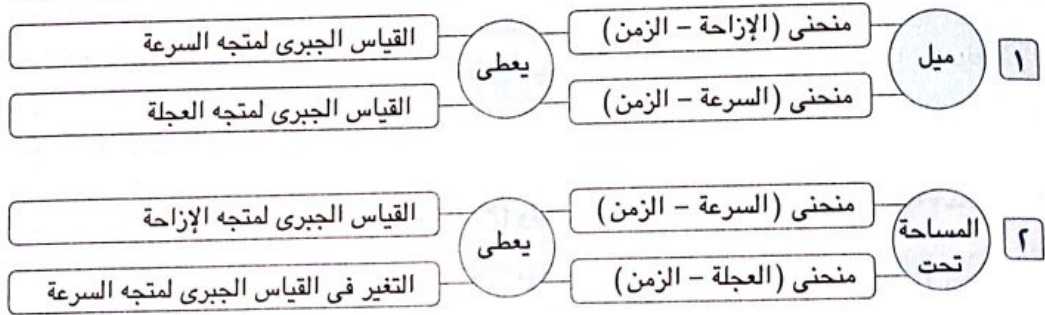 ١
ميل
منحنى (الإزاحة – الزمن)
منحنى (السرعة – الزمن)
يعطى
القياس الجبرى لمتجه السرعة
القياس الجبرى لمتجه العجلة
٢
المساحة
تحت
منحنى (السرعة – الزمن)
منحنى (العجلة – الزمن)
يعطى
القياس الجبرى لمتجه الإزاحة
التغير فى القياس الجبرى لمتجه السرعة